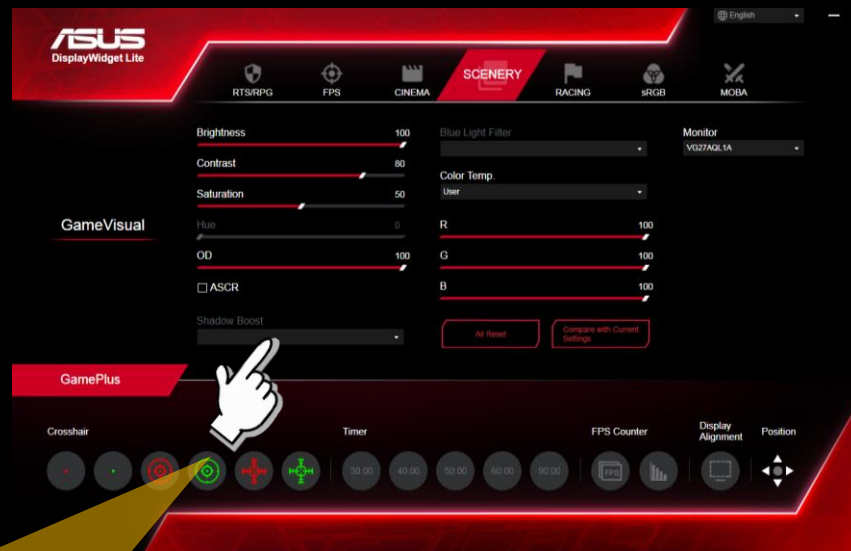 English
ASUS
DisplayWidget Lite
RTS/RPG
FPS
CINEMA
SCENERY
RACING
sRGB
MOBA
GameVisual
Brightness 100
Contrast 80
Saturation 50
Hue 0
OD 100
ASCR
Shadow Boost
Blue Light Filter
Color Temp.
User
R 100
G 100
B 100
All Reset
Compare with Current
Settings
Monitor
VG27AQL1A
GamePlus
Crosshair
Timer
FPS Counter
Display
Alignment
Position
30:00
40:00
50:00
60:00
90:00
FPS